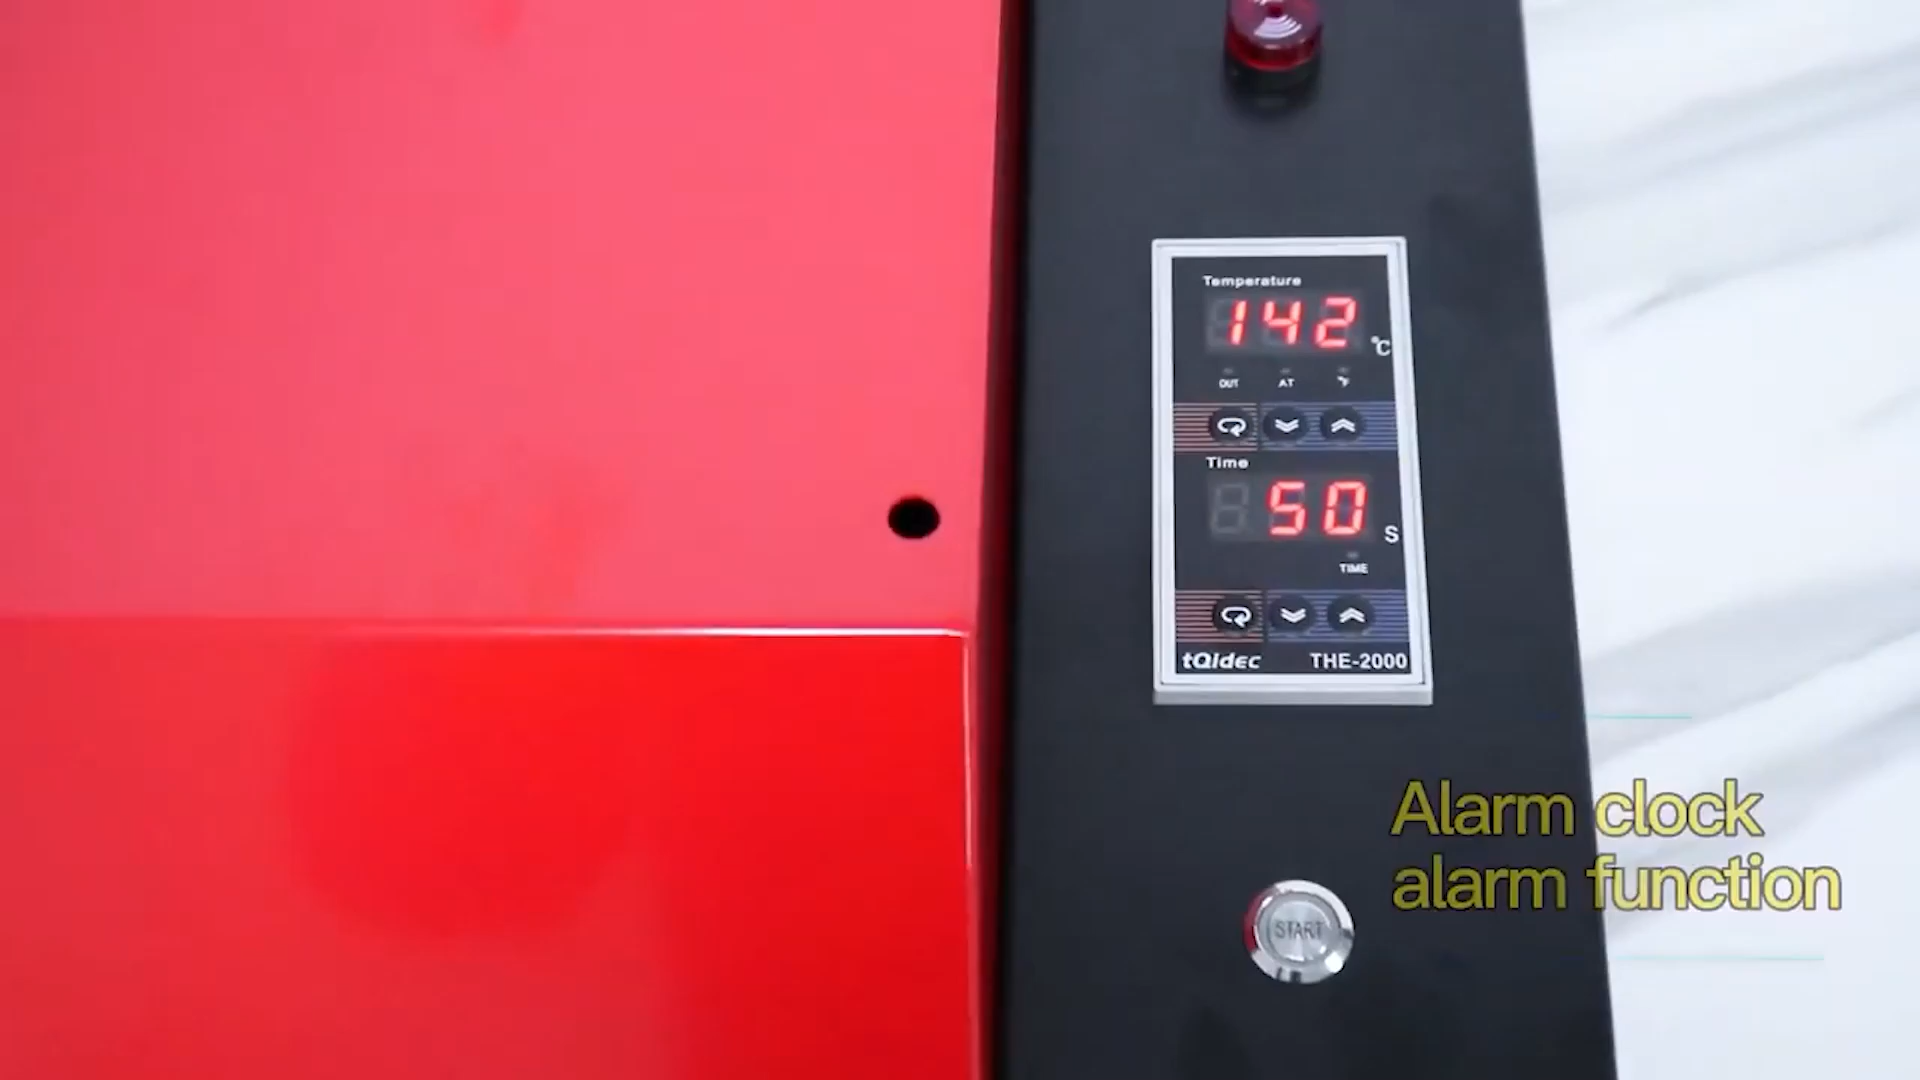 Temperature
142
°C
OUT AT °F
Time
50
S
TIME
tQIdec THE-2000
Alarm clock
alarm function
START